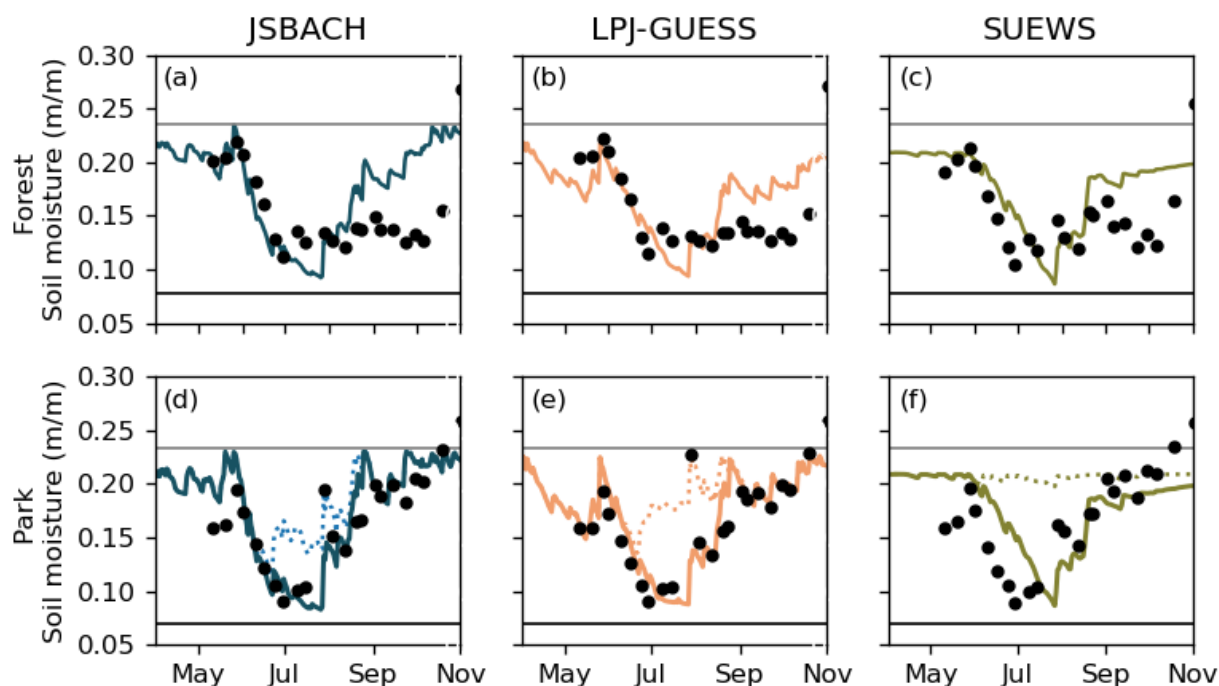 JSBACH LPJ-GUESS SUEWS
(a) (b) (c)
0.30
0.25
0.20
0.15
0.10
0.05
Forest
Soil moisture (m/m)
(d) (e) (f)
0.30
0.25
0.20
0.15
0.10
0.05
Park
Soil moisture (m/m)
May Jul Sep Nov May Jul Sep Nov May Jul Sep Nov